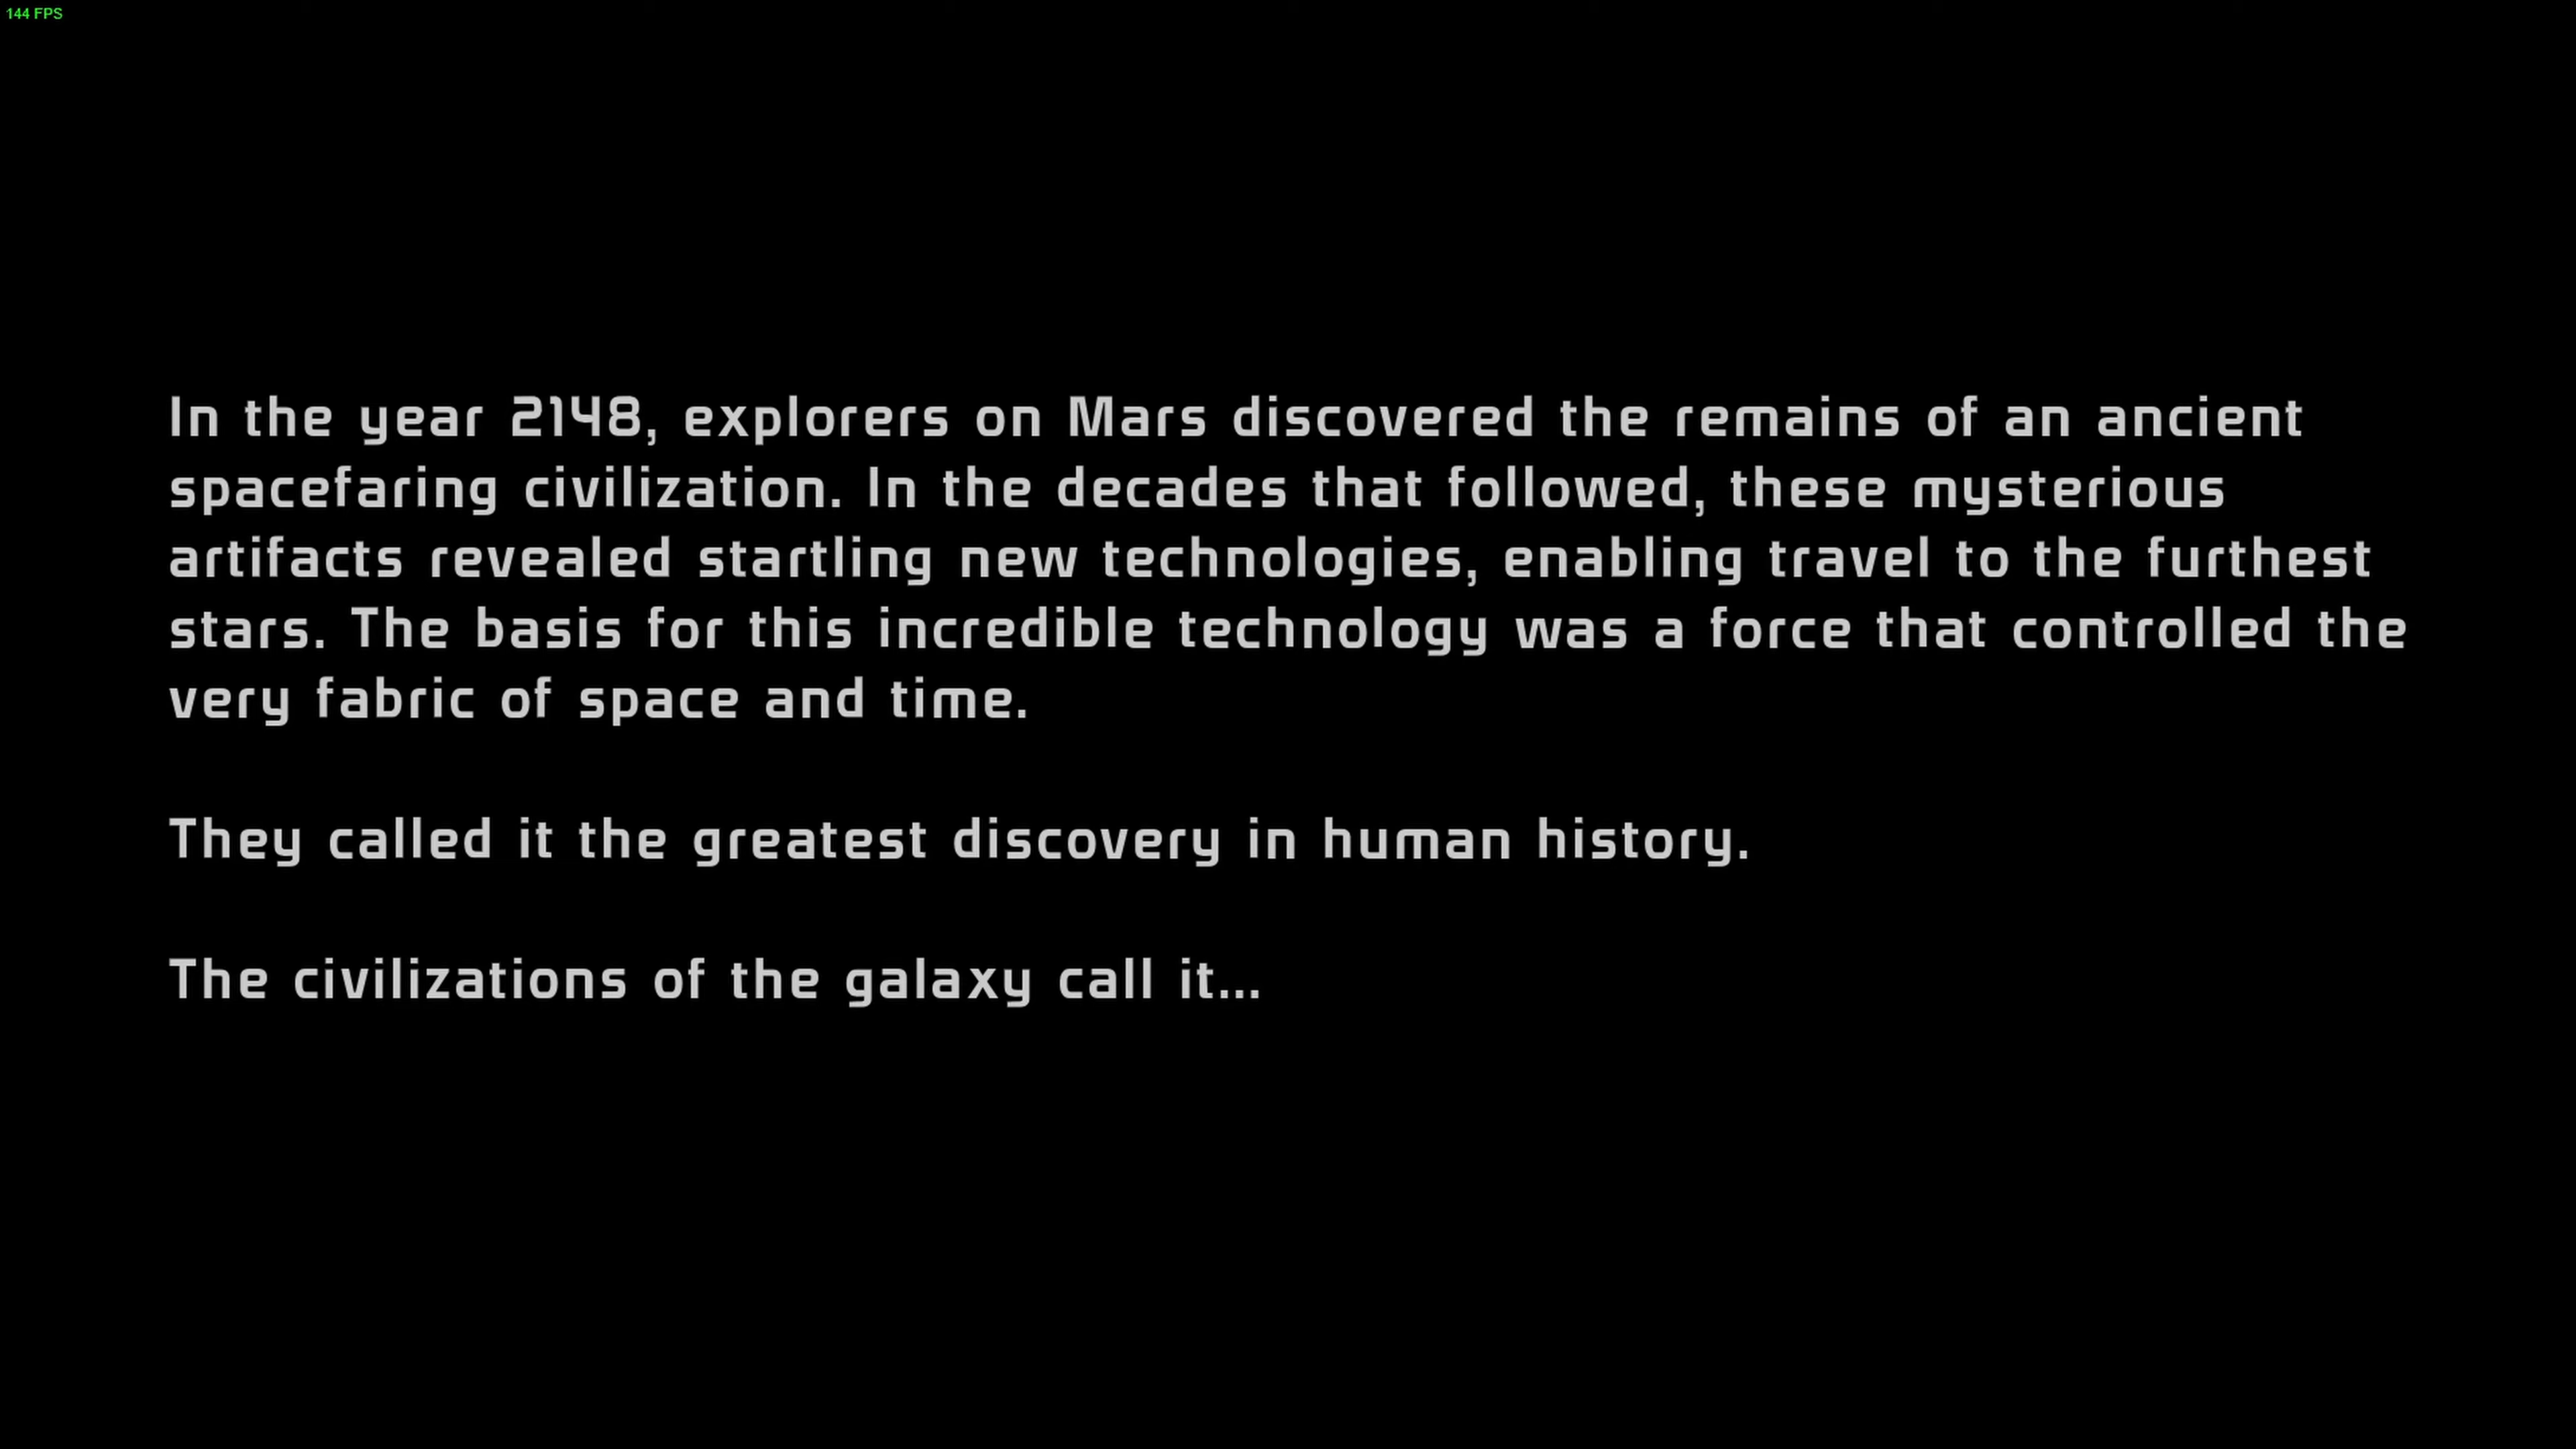 144 FPS
In the year 2148, explorers on Mars discovered the remains of an ancient
spacefaring civilization. In the decades that followed, these mysterious
artifacts revealed startling new technologies, enabling travel to the furthest
stars. The basis for this incredible technology was a force that controlled the
very fabric of space and time.
They called it the greatest discovery in human history.
The civilizations of the galaxy call it...